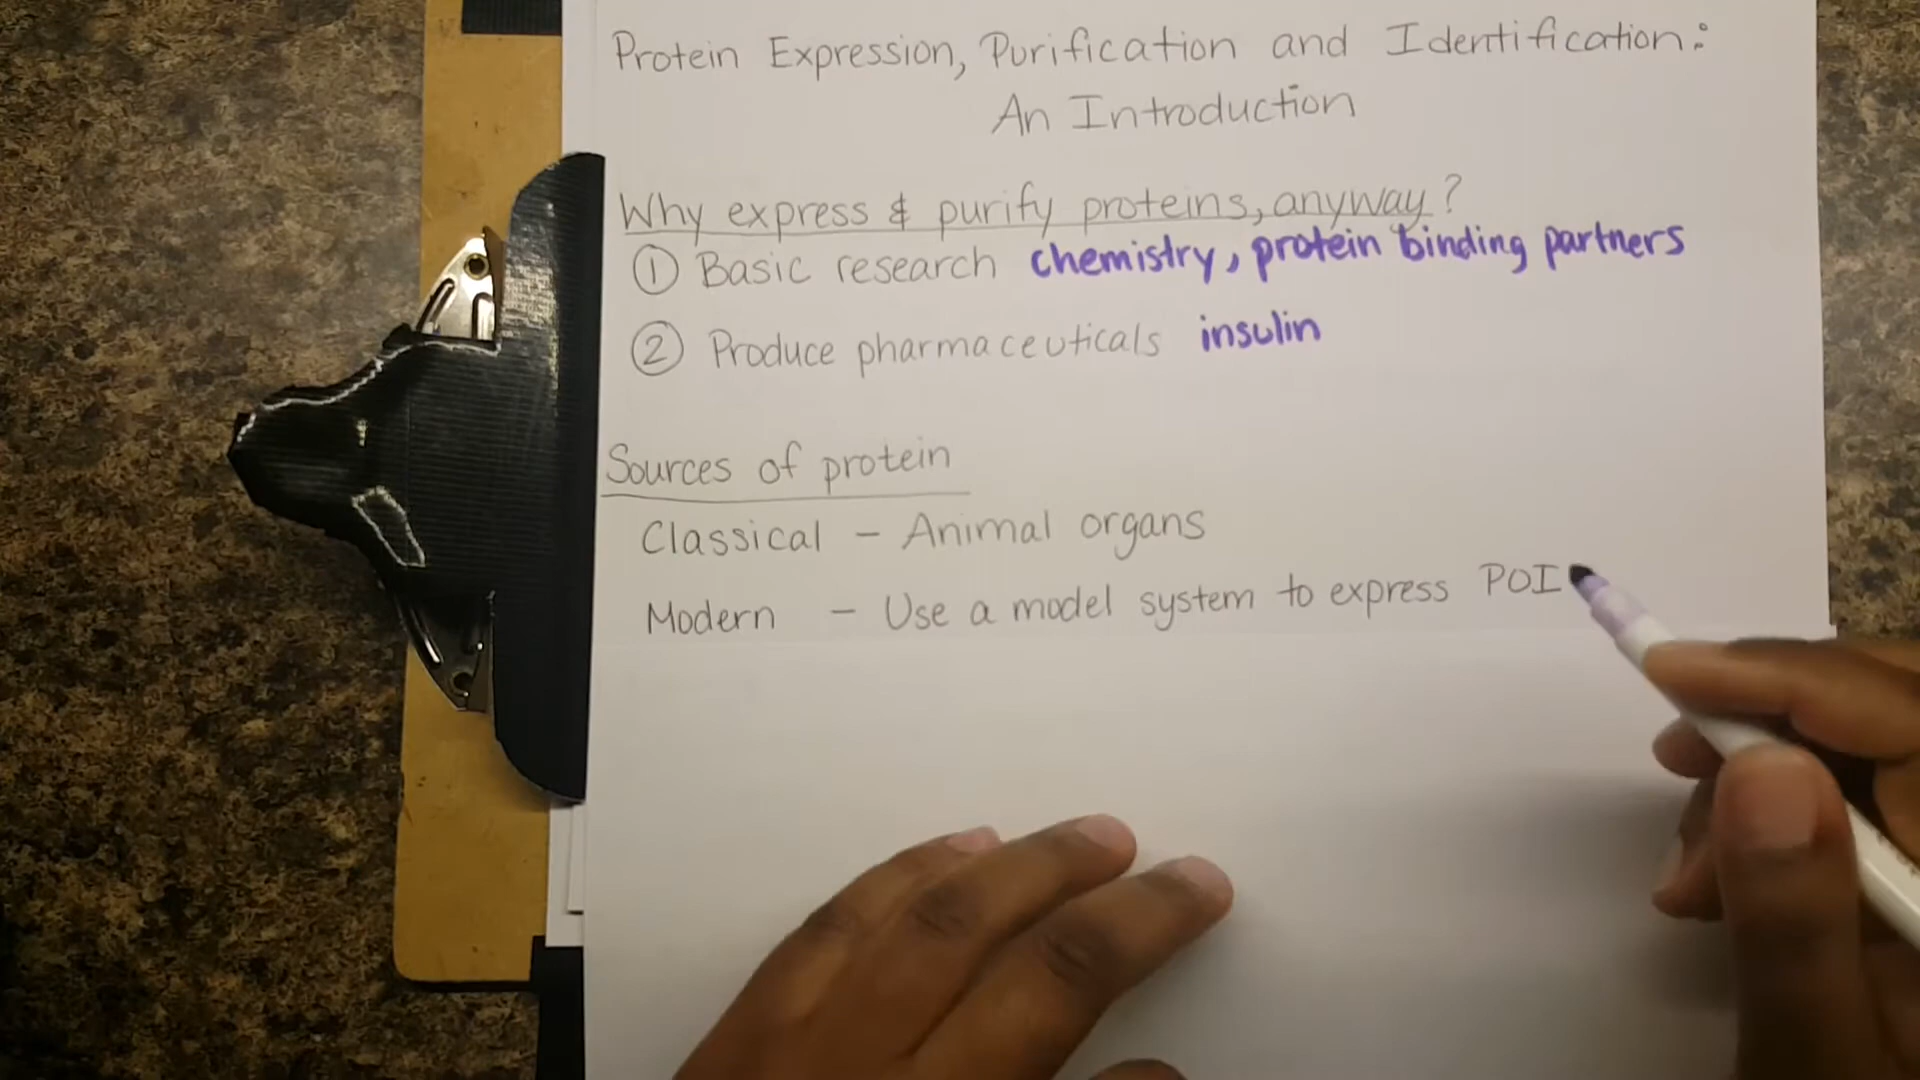 Protein Expression, Purification and Identification:
An Introduction
Why express & purify proteins, anyway?
① Basic research chemistry, protein binding partners
② Produce pharmaceuticals insulin
Sources of protein
Classical - Animal organs
Modern - Use a model system to express POI